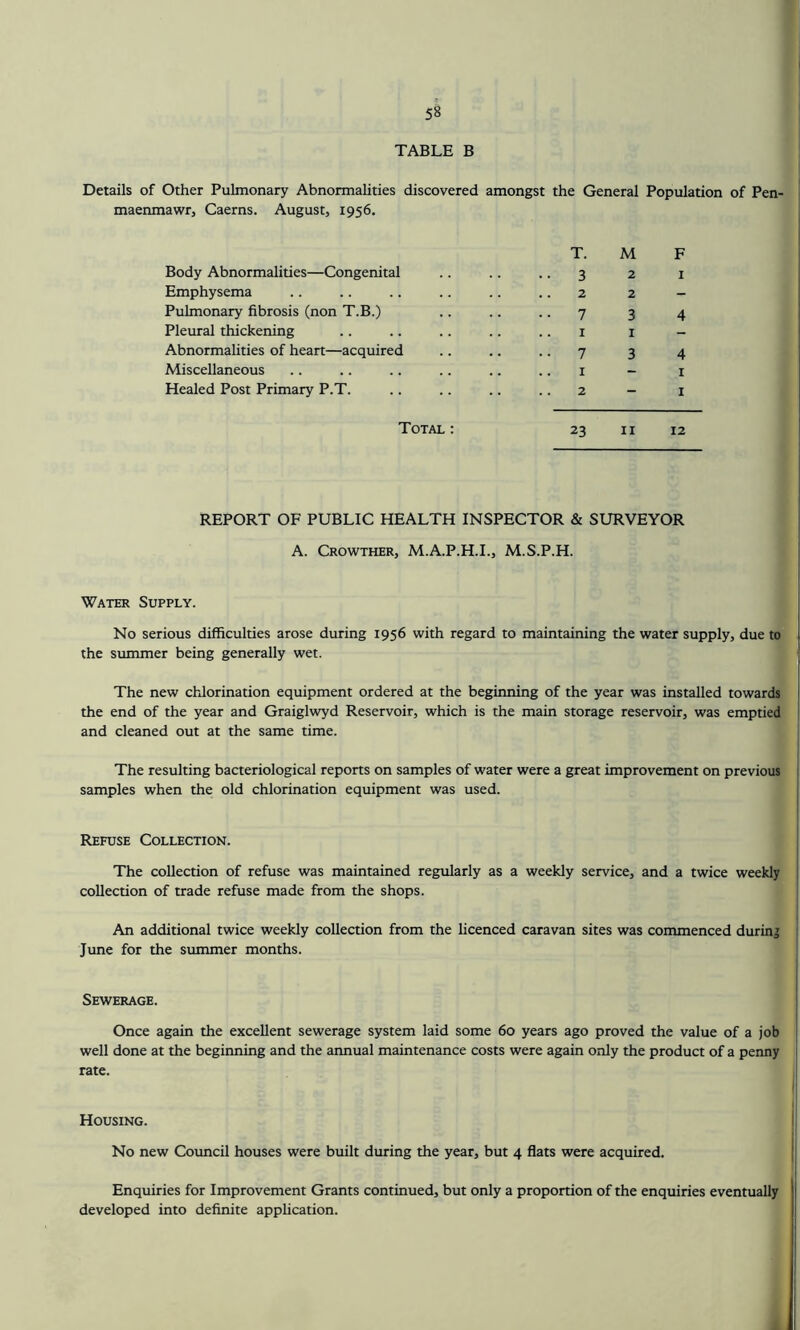 58
TABLE B
Details of Other Pulmonary Abnormalities discovered amongst the General Population of Pen-
maenmawr, Caerns. August, 1956.
T. M F
Body Abnormalities—Congenital .. .. .. 3 2 1
Emphysema .. .. .. .. .. .. 2 2 –
Pulmonary fibrosis (non T.B.) .. .. .. 7 3 4
Pleural thickening .. .. .. .. .. 1 1 –
Abnormalities of heart—acquired .. .. .. 7 3 4
Miscellaneous .. .. .. .. .. .. 1 – 1
Healed Post Primary P.T. .. .. .. .. 2 – 1
Total : 23 11 12
REPORT OF PUBLIC HEALTH INSPECTOR & SURVEYOR
A. Crowther, M.A.P.H.I., M.S.P.H.
Water Supply.
No serious difficulties arose during 1956 with regard to maintaining the water supply, due to
the summer being generally wet.
The new chlorination equipment ordered at the beginning of the year was installed towards
the end of the year and Graiglwyd Reservoir, which is the main storage reservoir, was emptied
and cleaned out at the same time.
The resulting bacteriological reports on samples of water were a great improvement on previous
samples when the old chlorination equipment was used.
Refuse Collection.
The collection of refuse was maintained regularly as a weekly service, and a twice weekly
collection of trade refuse made from the shops.
An additional twice weekly collection from the licenced caravan sites was commenced during
June for the summer months.
Sewerage.
Once again the excellent sewerage system laid some 60 years ago proved the value of a job
well done at the beginning and the annual maintenance costs were again only the product of a penny
rate.
Housing.
No new Council houses were built during the year, but 4 flats were acquired.
Enquiries for Improvement Grants continued, but only a proportion of the enquiries eventually
developed into definite application.